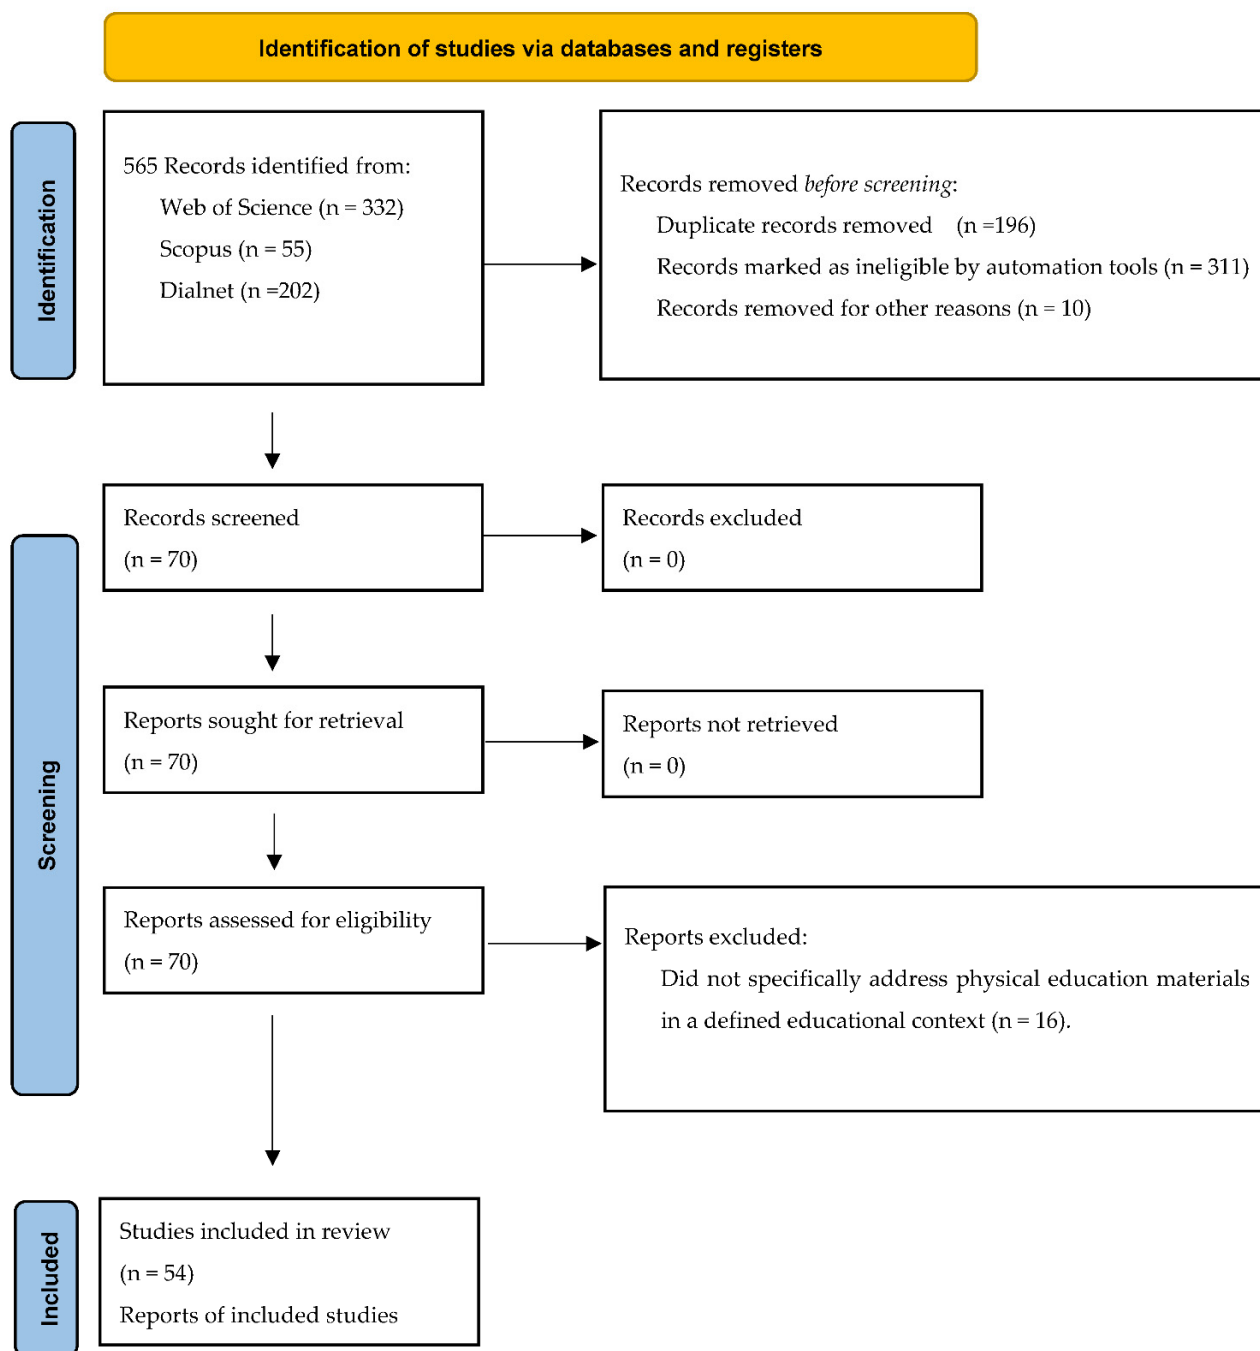 Identification of studies via databases and registers
Identification
565 Records identified from:
Web of Science (n = 332)
Scopus (n = 55)
Dialnet (n =202)
Records removed before screening:
Duplicate records removed (n =196)
Records marked as ineligible by automation tools (n = 311)
Records removed for other reasons (n = 10)
Screening
Records screened
(n = 70)
Records excluded
(n = 0)
Reports sought for retrieval
(n = 70)
Reports not retrieved
(n = 0)
Reports assessed for eligibility
(n = 70)
Reports excluded:
Did not specifically address physical education materials
in a defined educational context (n = 16).
Included
Studies included in review
(n = 54)
Reports of included studies